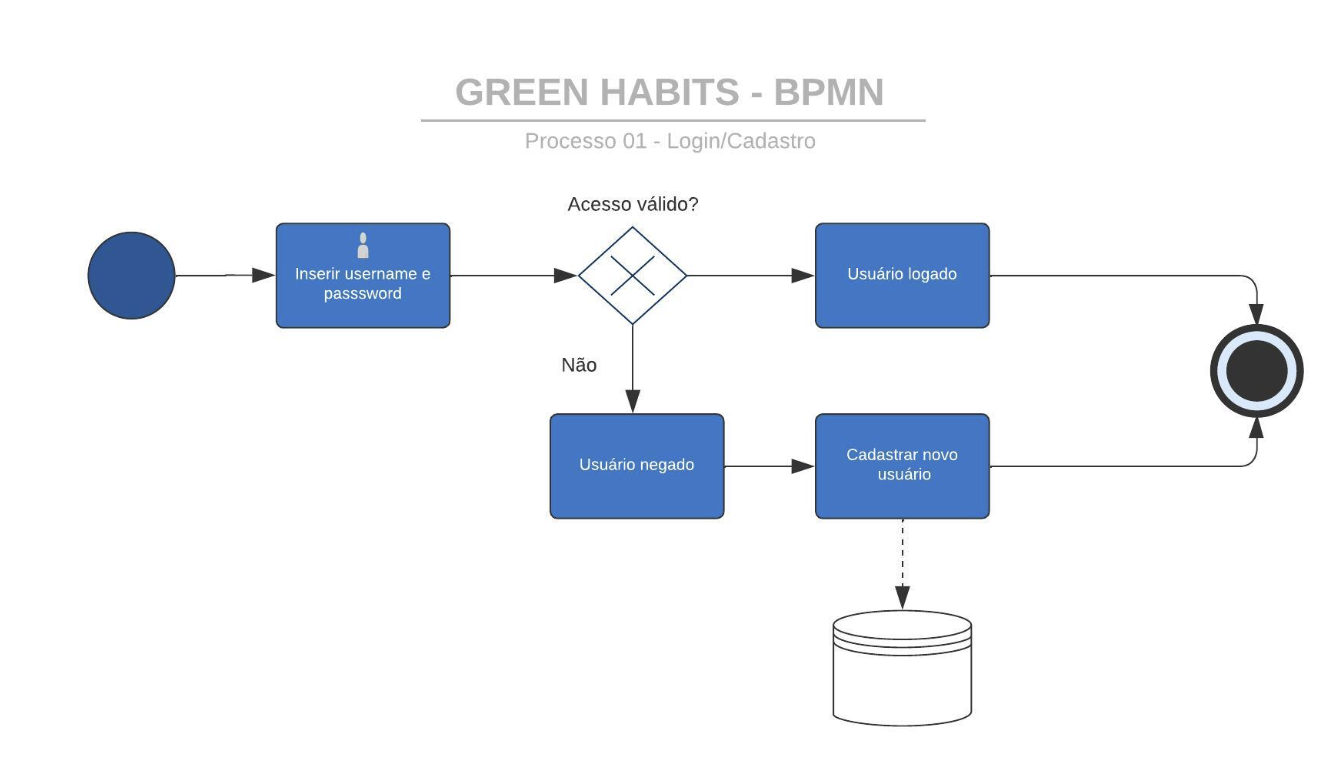 GREEN HABITS - BPMN
Processo 01 - Login/Cadastro
Acesso válido?
Inserir username e
passsword
Usuário logado
Não
Usuário negado
Cadastrar novo
usuário